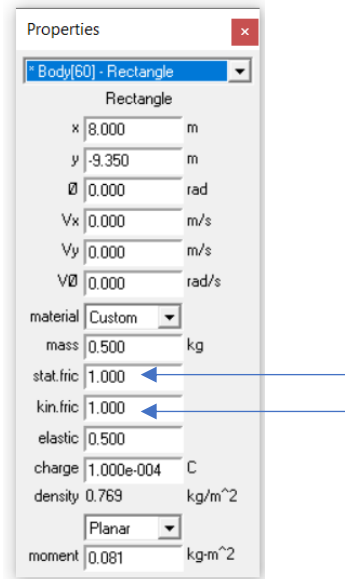 Properties ×
* Body[60] - Rectangle
Rectangle
x 8.000 m
y -9.350 m
Ø 0.000 rad
Vx 0.000 m/s
Vy 0.000 m/s
VØ 0.000 rad/s
material Custom
mass 0.500 kg
stat.fric 1.000
kin.fric 1.000
elastic 0.500
charge 1.000e-004 C
density 0.769 kg/m^2
Planar
moment 0.081 kg-m^2